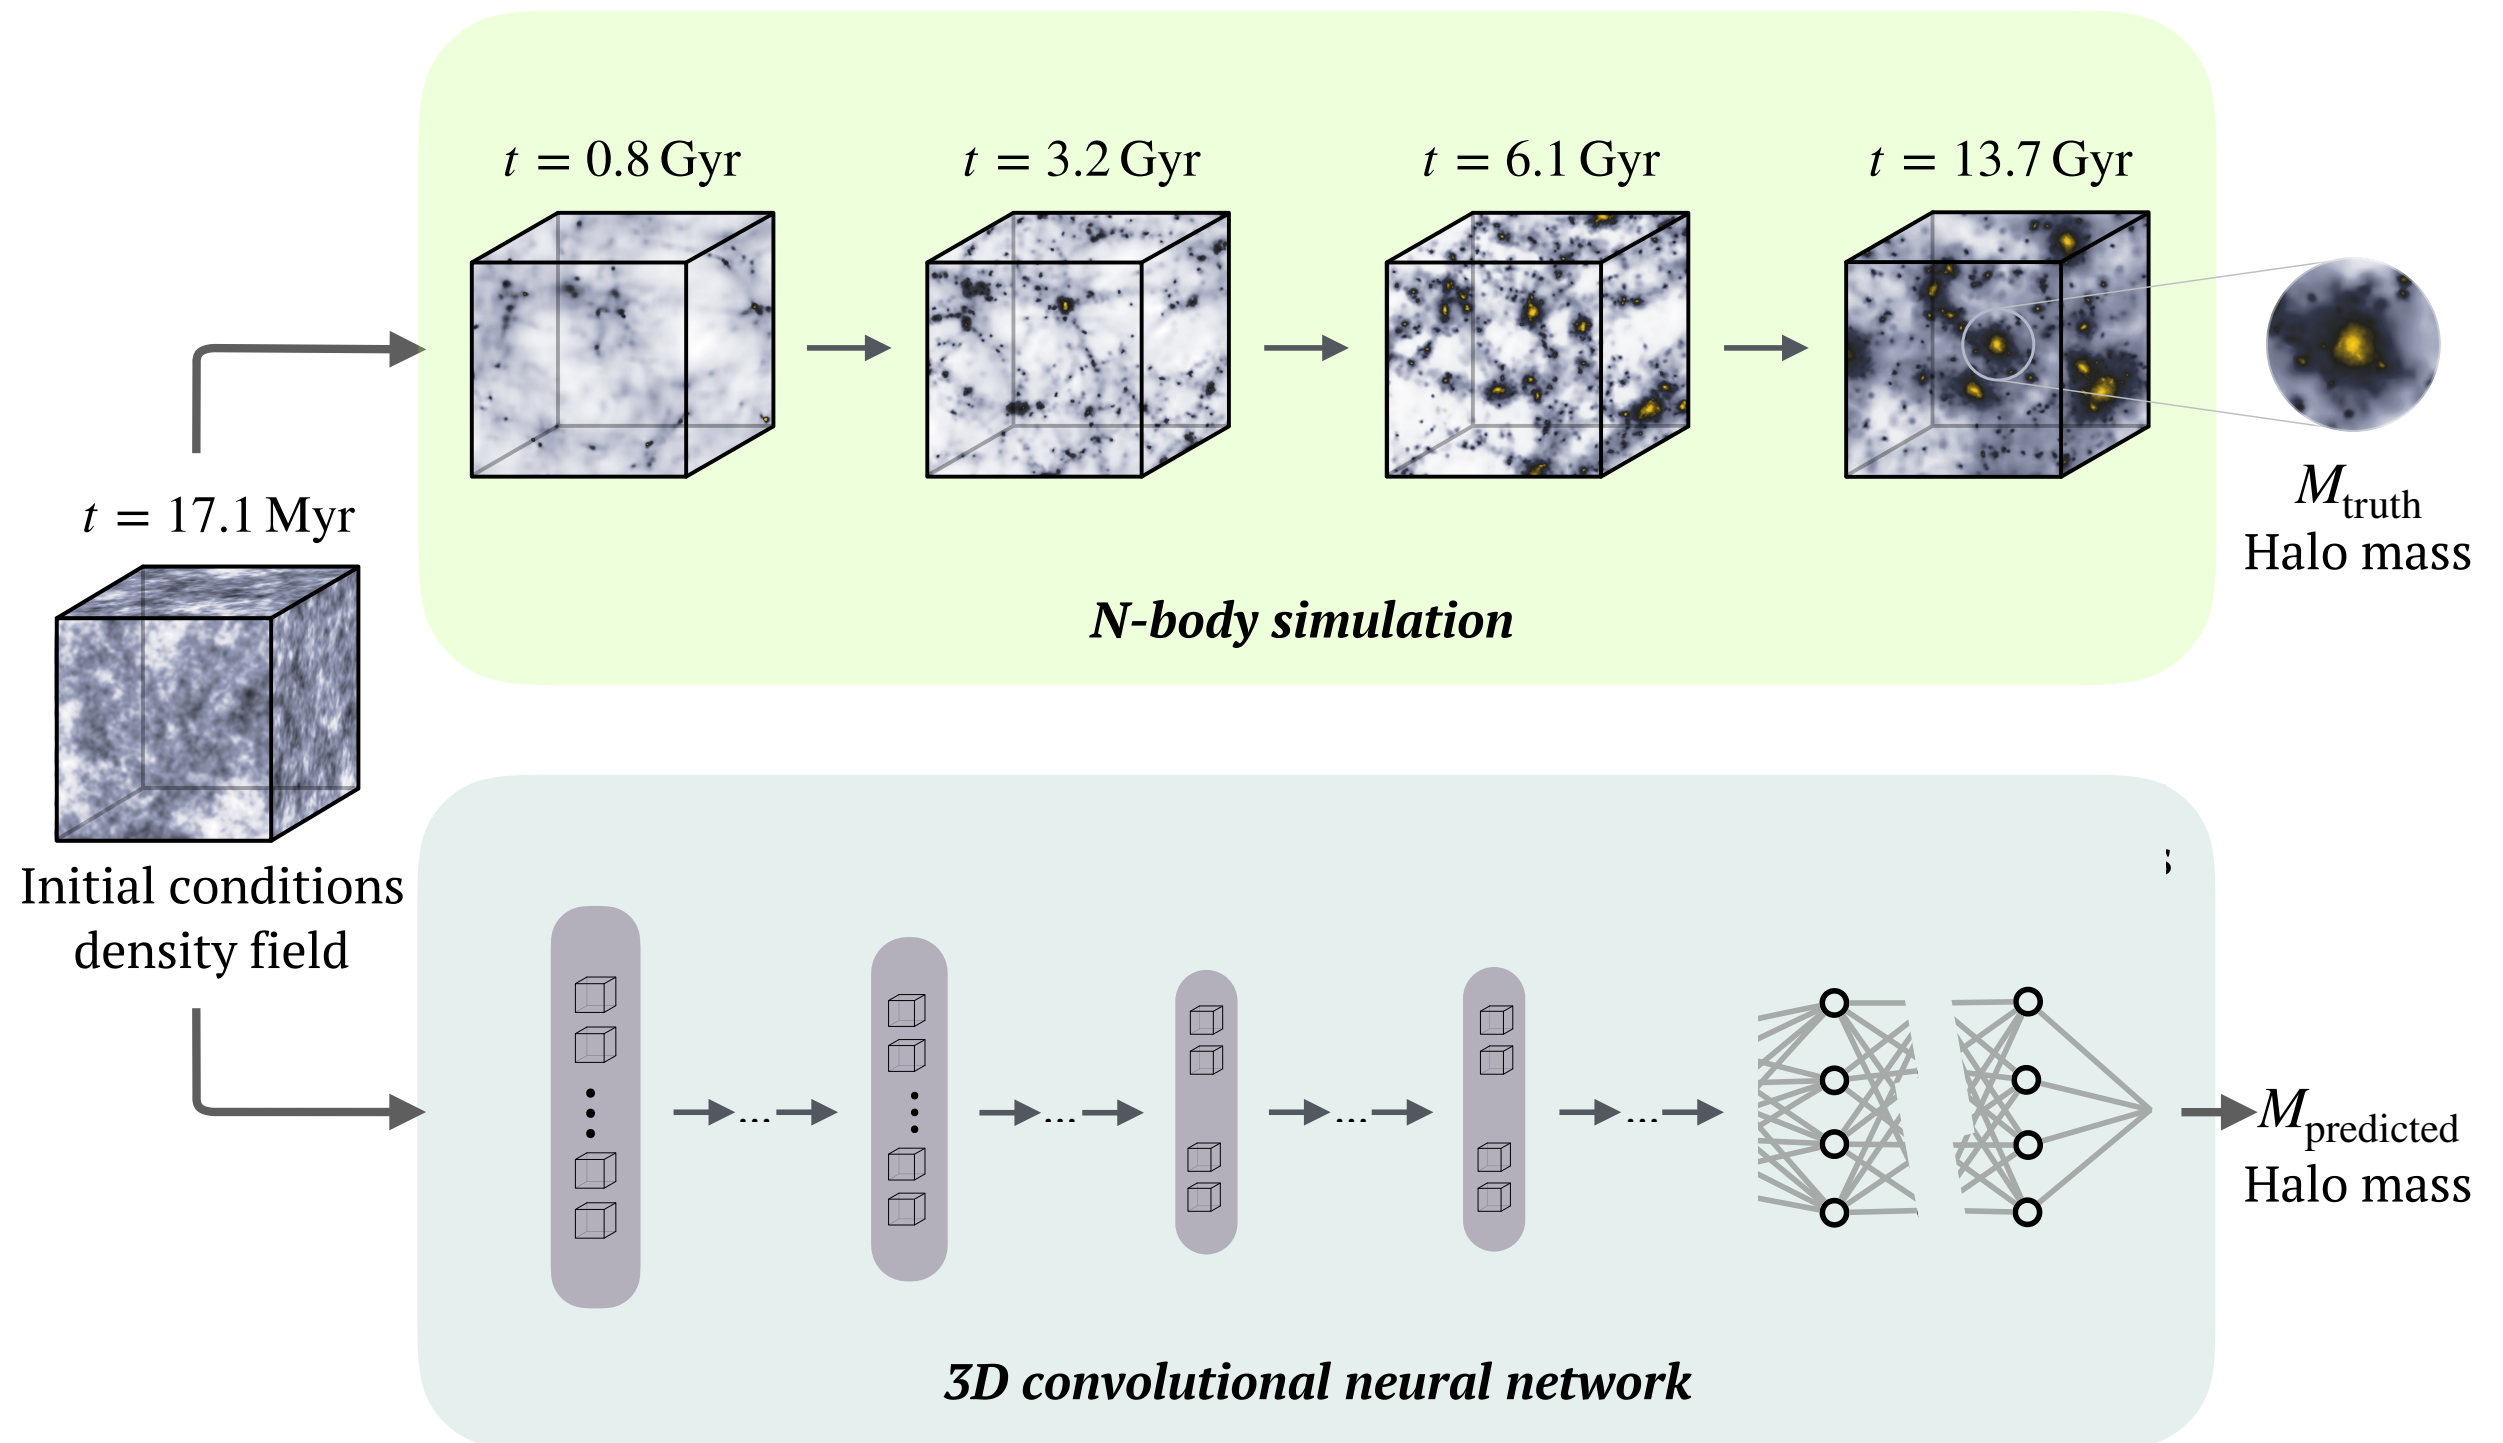 t = 0.8 Gyr
t = 3.2 Gyr
t = 6.1 Gyr
t = 13.7 Gyr
M_truth
Halo mass
N-body simulation
t = 17.1 Myr
Initial conditions
density field
...
...
...
...
M_predicted
Halo mass
3D convolutional neural network